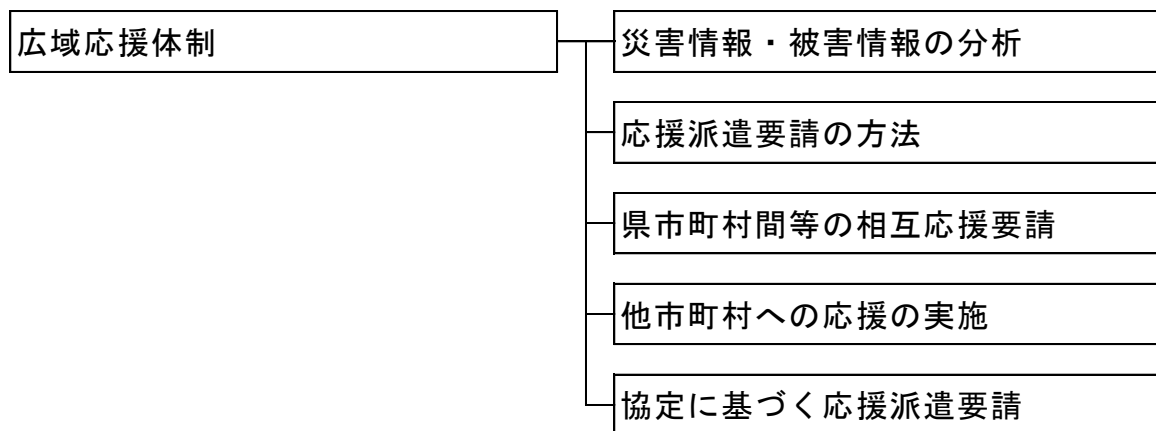 広域応援体制
災害情報・被害情報の分析
応援派遣要請の方法
県市町村間等の相互応援要請
他市町村への応援の実施
協定に基づく応援派遣要請